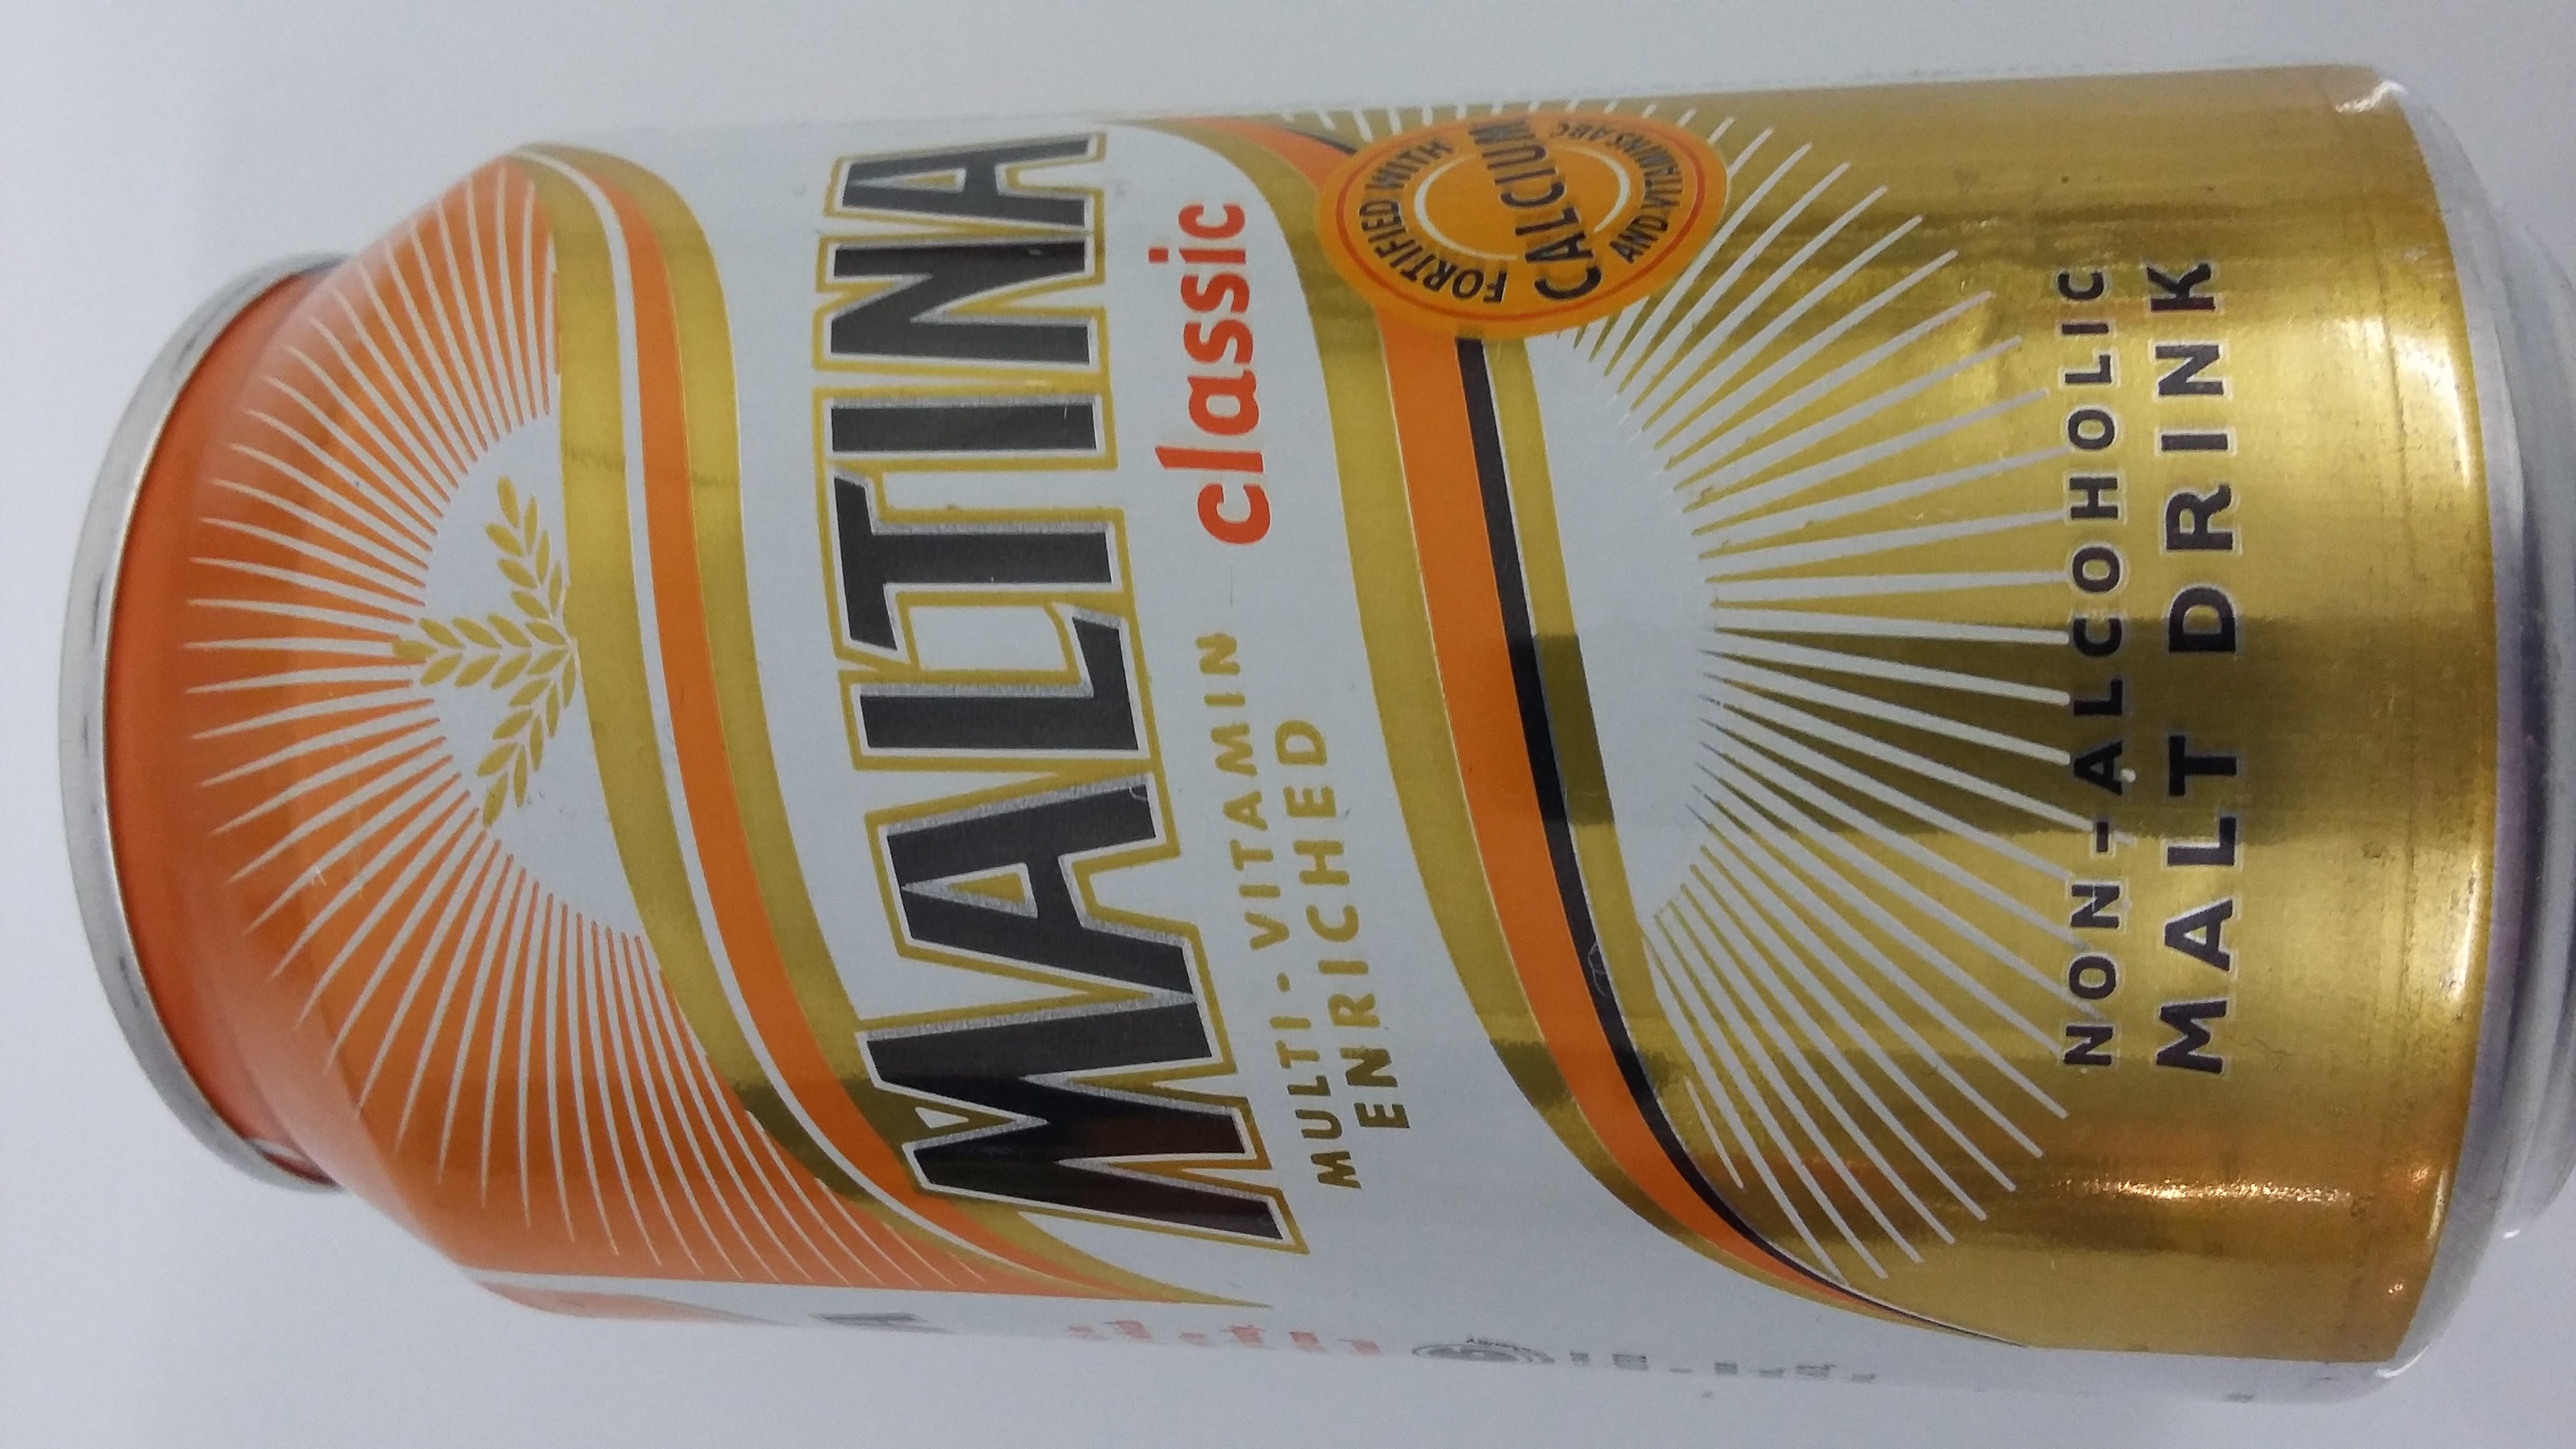 MALTINA
classic
MULTI-VITAMIN
ENRICHED
FORTIFIED WITH
CALCIUM
AND VITAMINS ABC
NON-ALCOHOLIC
MALT DRINK